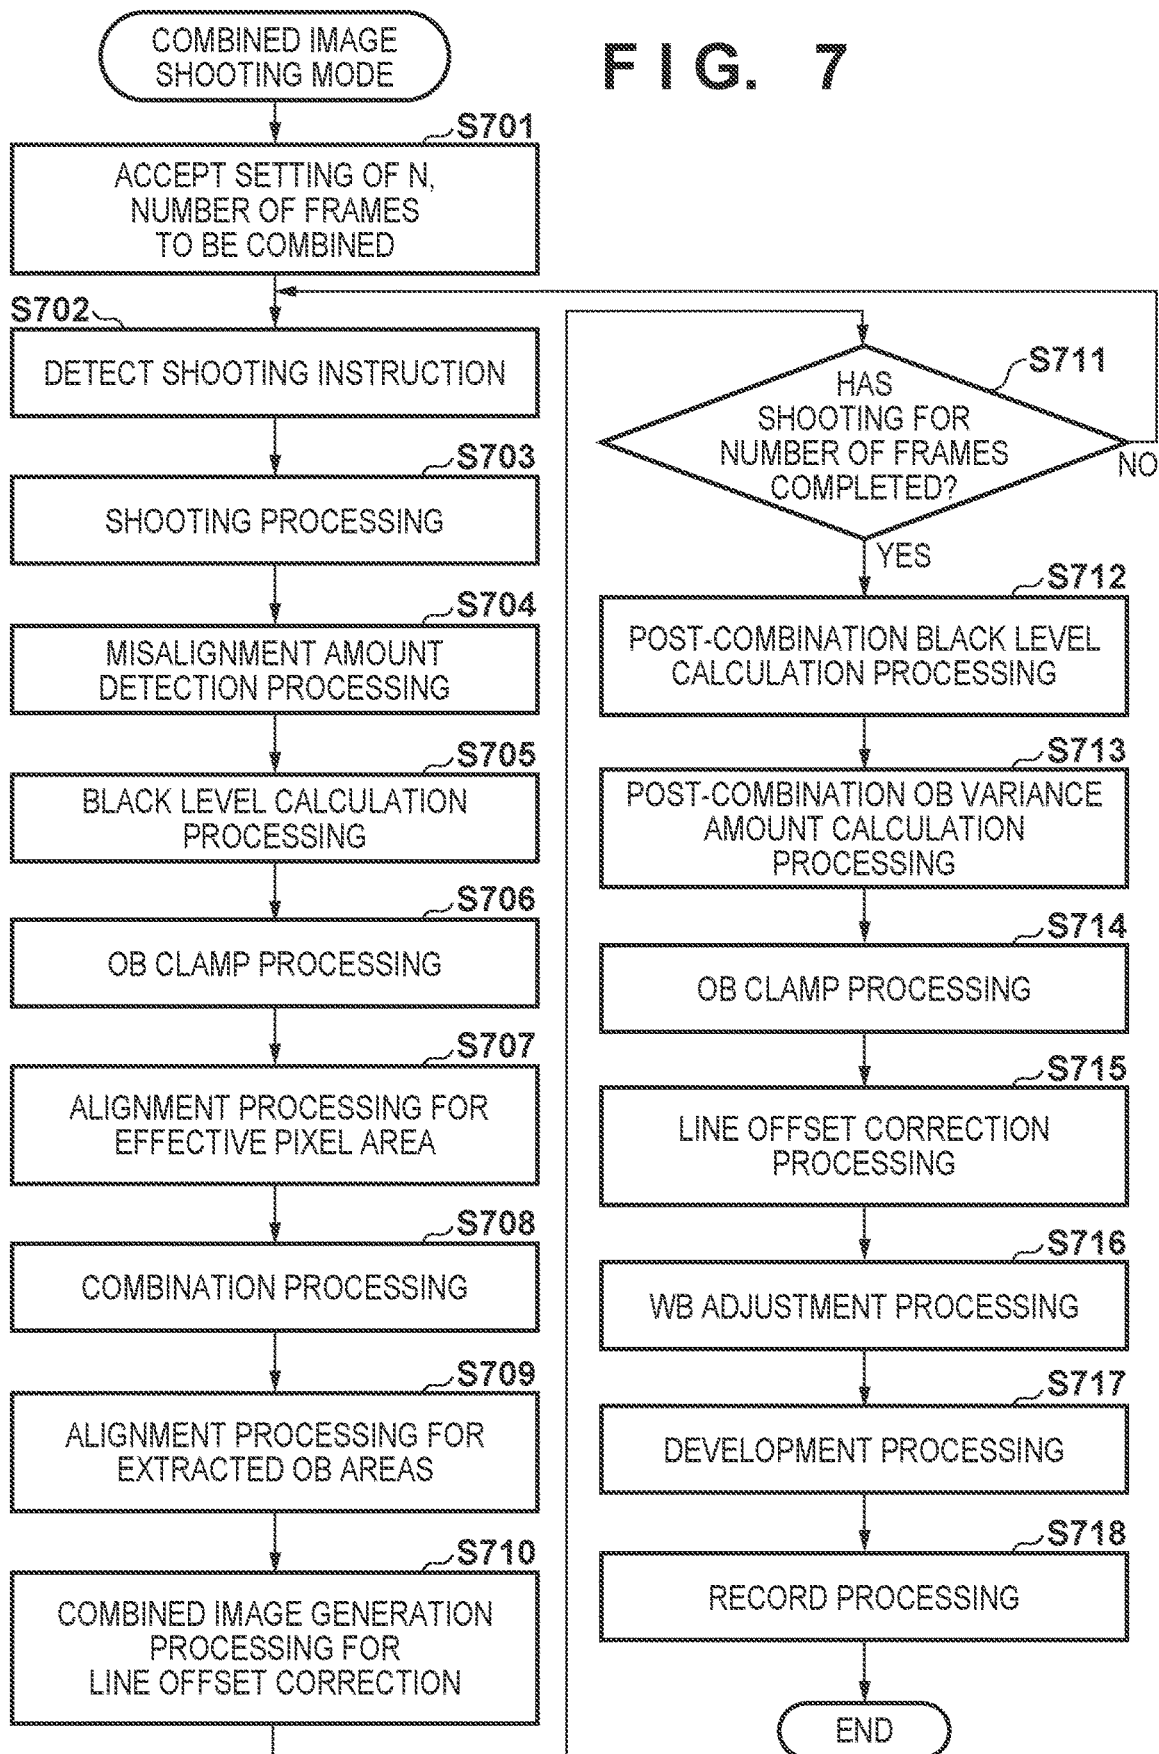 FIG. 7
COMBINED IMAGE
SHOOTING MODE
S701
ACCEPT SETTING OF N,
NUMBER OF FRAMES
TO BE COMBINED
S702
DETECT SHOOTING INSTRUCTION
S703
SHOOTING PROCESSING
S704
MISALIGNMENT AMOUNT
DETECTION PROCESSING
S705
BLACK LEVEL CALCULATION
PROCESSING
S706
OB CLAMP PROCESSING
S707
ALIGNMENT PROCESSING FOR
EFFECTIVE PIXEL AREA
S708
COMBINATION PROCESSING
S709
ALIGNMENT PROCESSING FOR
EXTRACTED OB AREAS
S710
COMBINED IMAGE GENERATION
PROCESSING FOR
LINE OFFSET CORRECTION
S711
HAS
SHOOTING FOR
NUMBER OF FRAMES
COMPLETED?
NO
YES
S712
POST-COMBINATION BLACK LEVEL
CALCULATION PROCESSING
S713
POST-COMBINATION OB VARIANCE
AMOUNT CALCULATION
PROCESSING
S714
OB CLAMP PROCESSING
S715
LINE OFFSET CORRECTION
PROCESSING
S716
WB ADJUSTMENT PROCESSING
S717
DEVELOPMENT PROCESSING
S718
RECORD PROCESSING
END